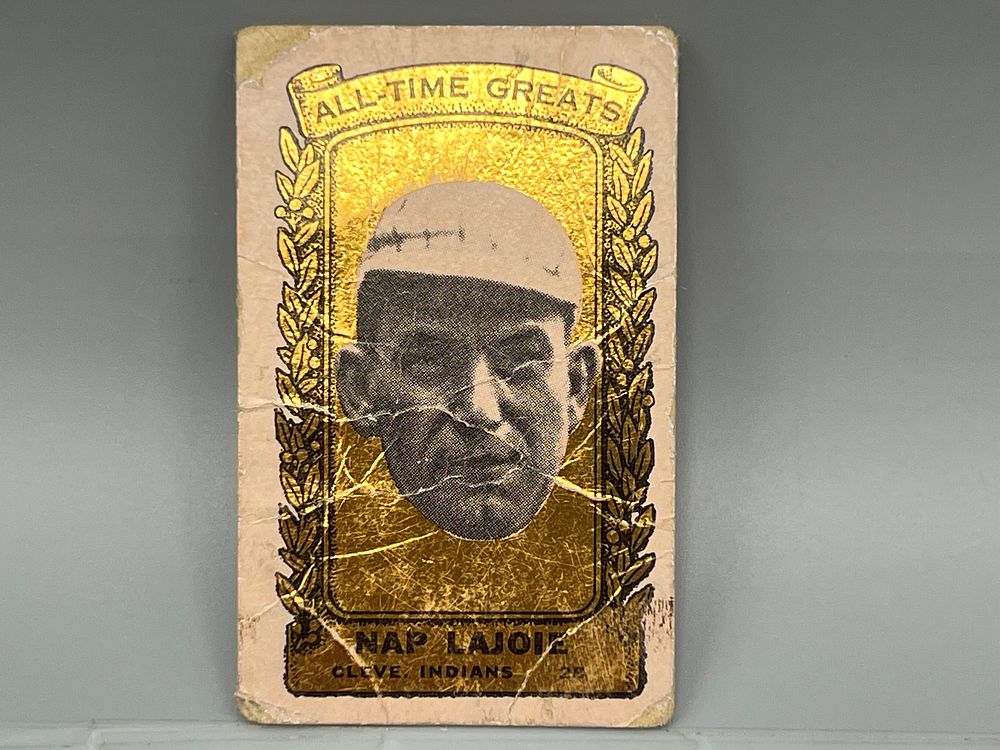 ALL-TIME GREATS
NAP LAJOIE
CLEVE. INDIANS 2B